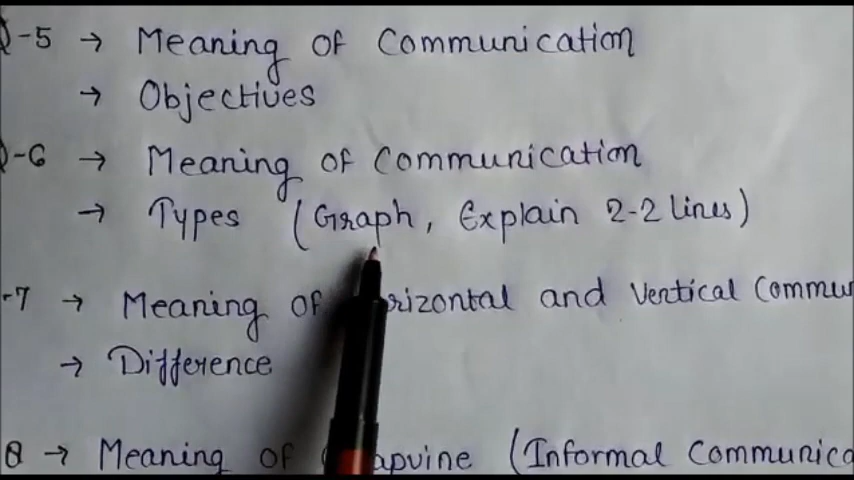 -5 → Meaning of Communication
→ Objectives
-6 → Meaning of Communication
→ Types (Graph, Explain 2-2 lines)
-7 → Meaning of and Vertical
→ Difference
8 → Meaning of (Informal